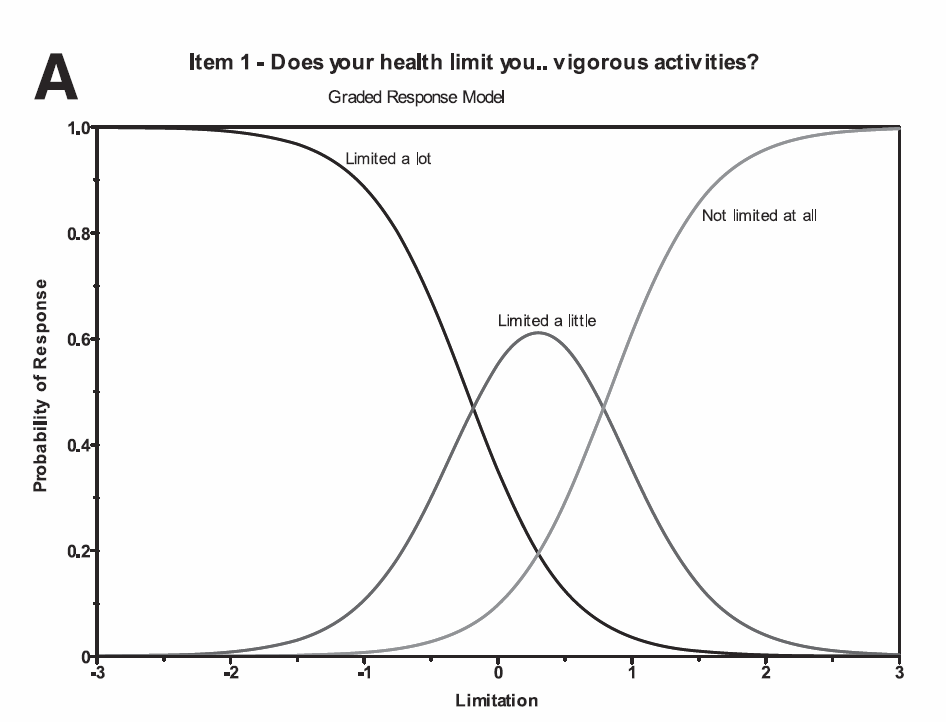 A
Item 1 - Does your health limit you.. vigorous activities?
Graded Response Model
1.0
Limited a lot
0.8
Not limited at all
Limited a little
0.6
Probability of Response
0.4
0.2
0
-3 -2 -1 0 1 2 3
Limitation